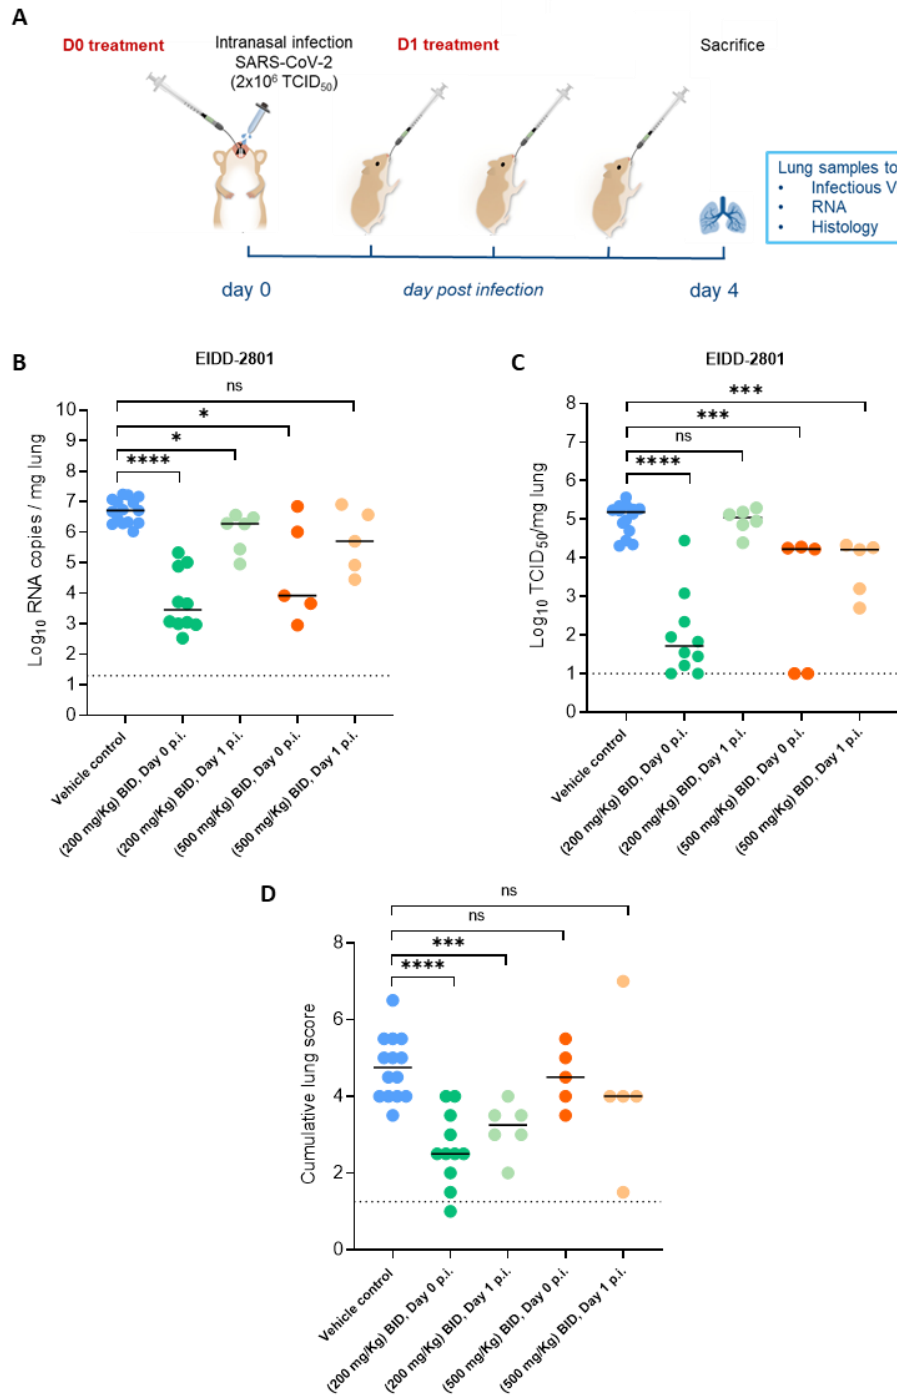 A
D0 treatment
Intranasal infection
SARS-CoV-2
(2x10⁶ TCID₅₀)
D1 treatment
Sacrifice
Lung samples to
• Infectious V
• RNA
• Histology
day 0
day post infection
day 4
B
EIDD-2801
ns
*
*
****
Log₁₀ RNA copies / mg lung
10
9
8
7
6
5
4
3
2
1
0
Vehicle control
(200 mg/Kg) BID, Day 0 p.i.
(200 mg/Kg) BID, Day 1 p.i.
(500 mg/Kg) BID, Day 0 p.i.
(500 mg/Kg) BID, Day 1 p.i.
C
EIDD-2801
***
***
ns
****
Log₁₀ TCID₅₀/mg lung
8
7
6
5
4
3
2
1
0
Vehicle control
(200 mg/Kg) BID, Day 0 p.i.
(200 mg/Kg) BID, Day 1 p.i.
(500 mg/Kg) BID, Day 0 p.i.
(500 mg/Kg) BID, Day 1 p.i.
D
ns
ns
***
****
Cumulative lung score
8
6
4
2
0
Vehicle control
(200 mg/Kg) BID, Day 0 p.i.
(200 mg/Kg) BID, Day 1 p.i.
(500 mg/Kg) BID, Day 0 p.i.
(500 mg/Kg) BID, Day 1 p.i.